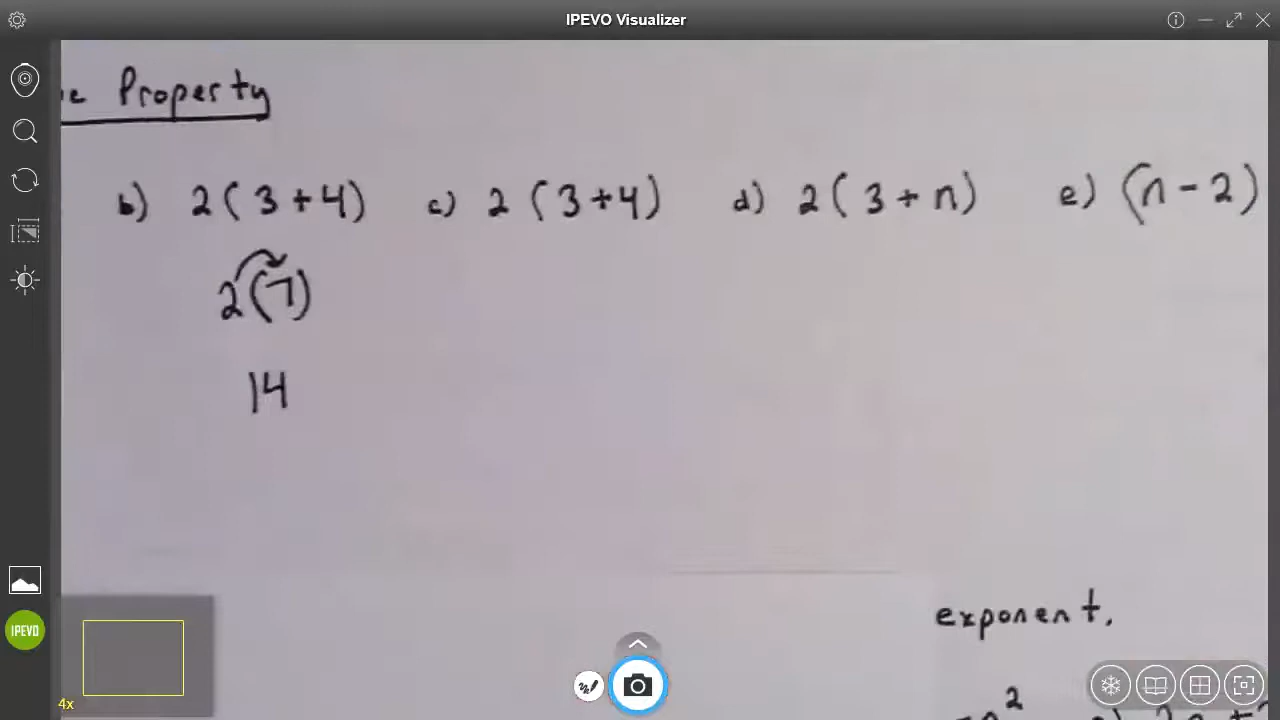 IPEVO Visualizer
Property
b) 2(3+4) c) 2(3+4) d) 2(3+n) e) (n-2)
2(7)
14
exponent.
IPEVO
4x